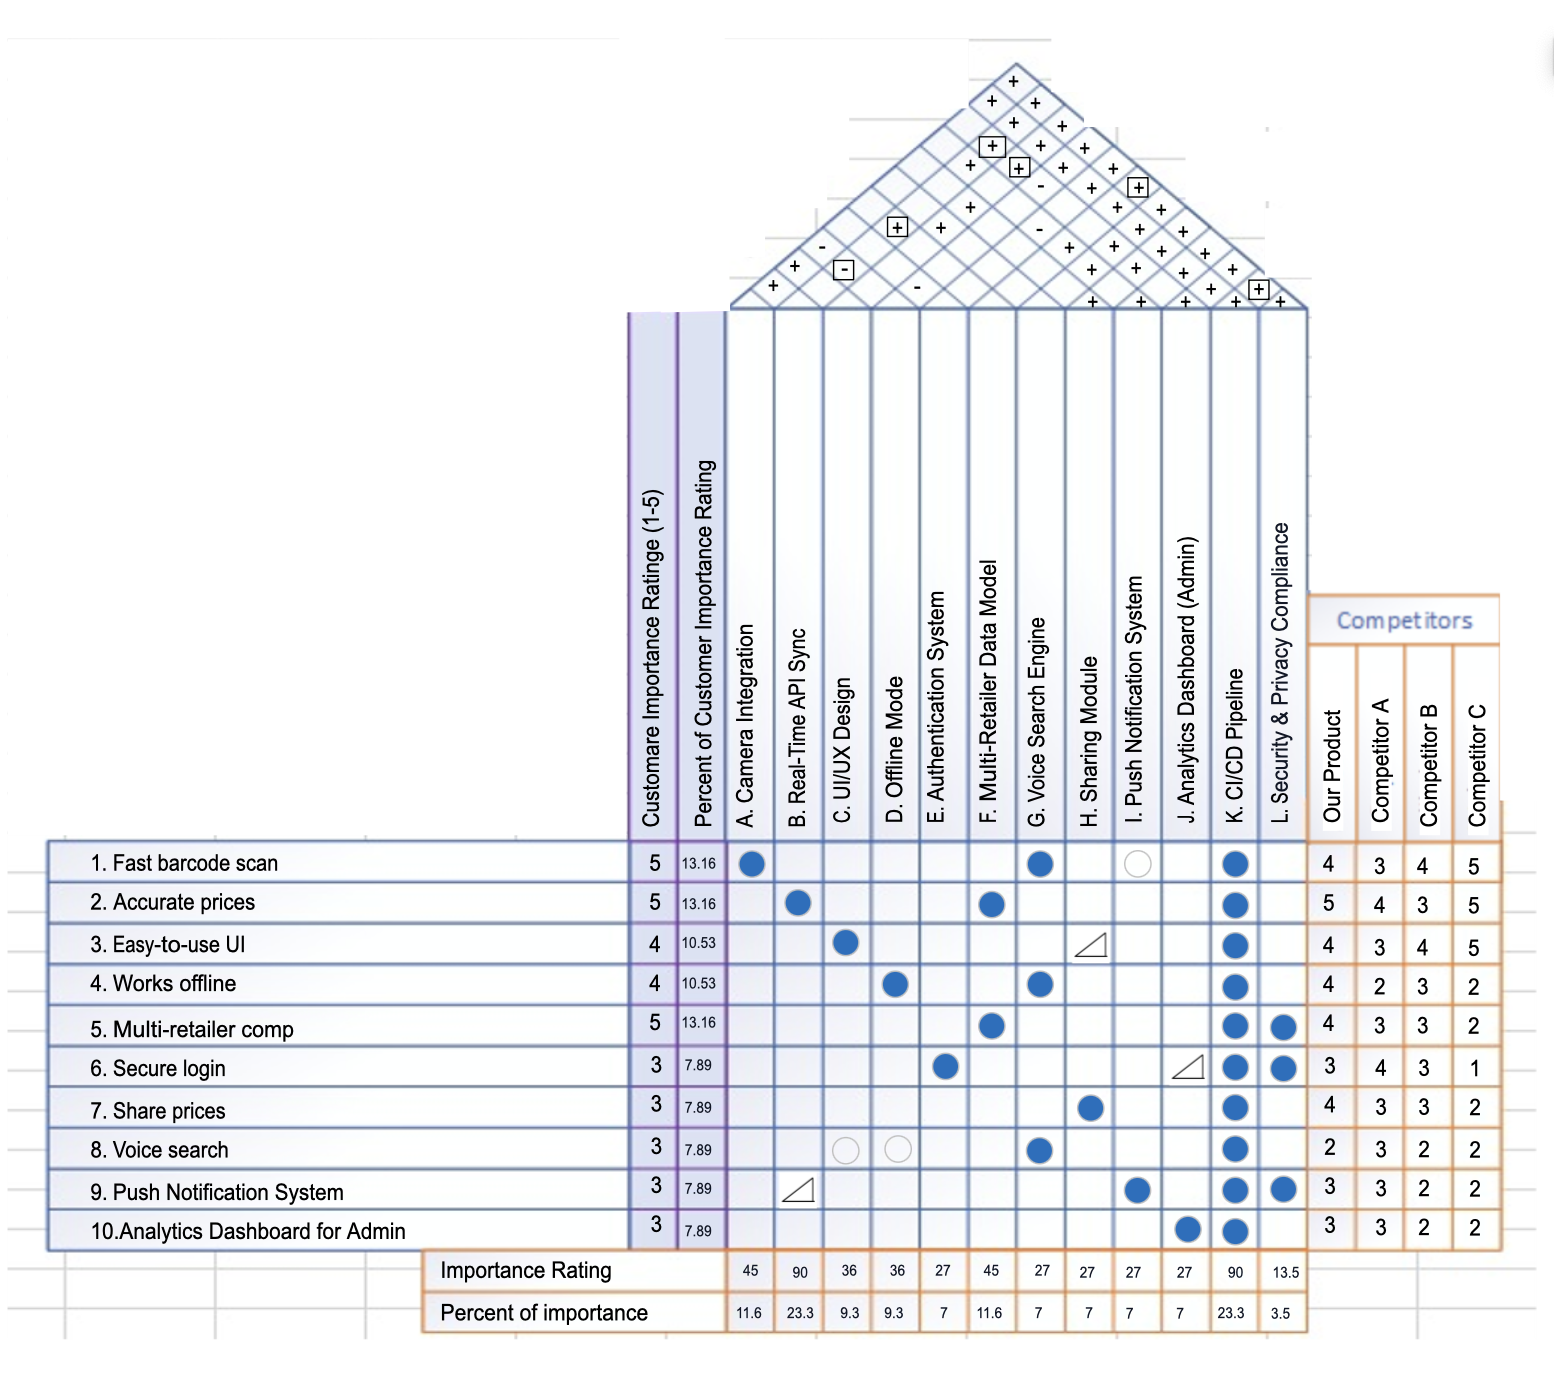 +
+ +
+ +
+ + +
+ + + +
- + +
+ + +
+ + - + +
- + + + +
+ - + + + +
+ - + +
+ + + + +
Customare Importance Ratinge (1-5)
Percent of Customer Importance Rating
A. Camera Integration
B. Real-Time API Sync
C. UI/UX Design
D. Offline Mode
E. Authentication System
F. Multi-Retailer Data Model
G. Voice Search Engine
H. Sharing Module
I. Push Notification System
J. Analytics Dashboard (Admin)
K. CI/CD Pipeline
L. Security & Privacy Compliance
Competitors
Our Product
Competitor A
Competitor B
Competitor C
1. Fast barcode scan 5 13.16 4 3 4 5
2. Accurate prices 5 13.16 5 4 3 5
3. Easy-to-use UI 4 10.53 4 3 4 5
4. Works offline 4 10.53 4 2 3 2
5. Multi-retailer comp 5 13.16 4 3 3 2
6. Secure login 3 7.89 3 4 3 1
7. Share prices 3 7.89 4 3 3 2
8. Voice search 3 7.89 2 3 2 2
9. Push Notification System 3 7.89 3 3 2 2
10.Analytics Dashboard for Admin 3 7.89 3 3 2 2
Importance Rating 45 90 36 36 27 45 27 27 27 27 90 13.5
Percent of importance 11.6 23.3 9.3 9.3 7 11.6 7 7 7 7 23.3 3.5